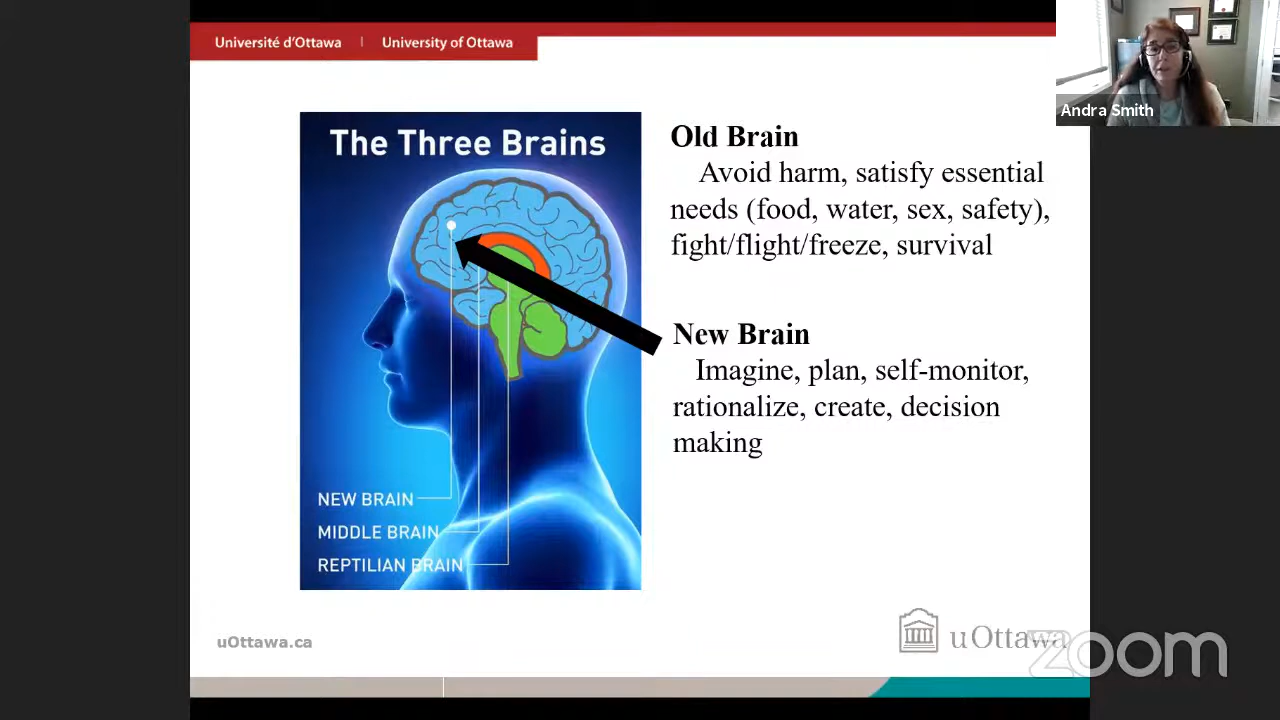 Université d'Ottawa | University of Ottawa
Andra Smith
The Three Brains
NEW BRAIN
MIDDLE BRAIN
REPTILIAN BRAIN
Old Brain
Avoid harm, satisfy essential
needs (food, water, sex, safety),
fight/flight/freeze, survival
New Brain
Imagine, plan, self-monitor,
rationalize, create, decision
making
uOttawa.ca
uOttawa
zoom